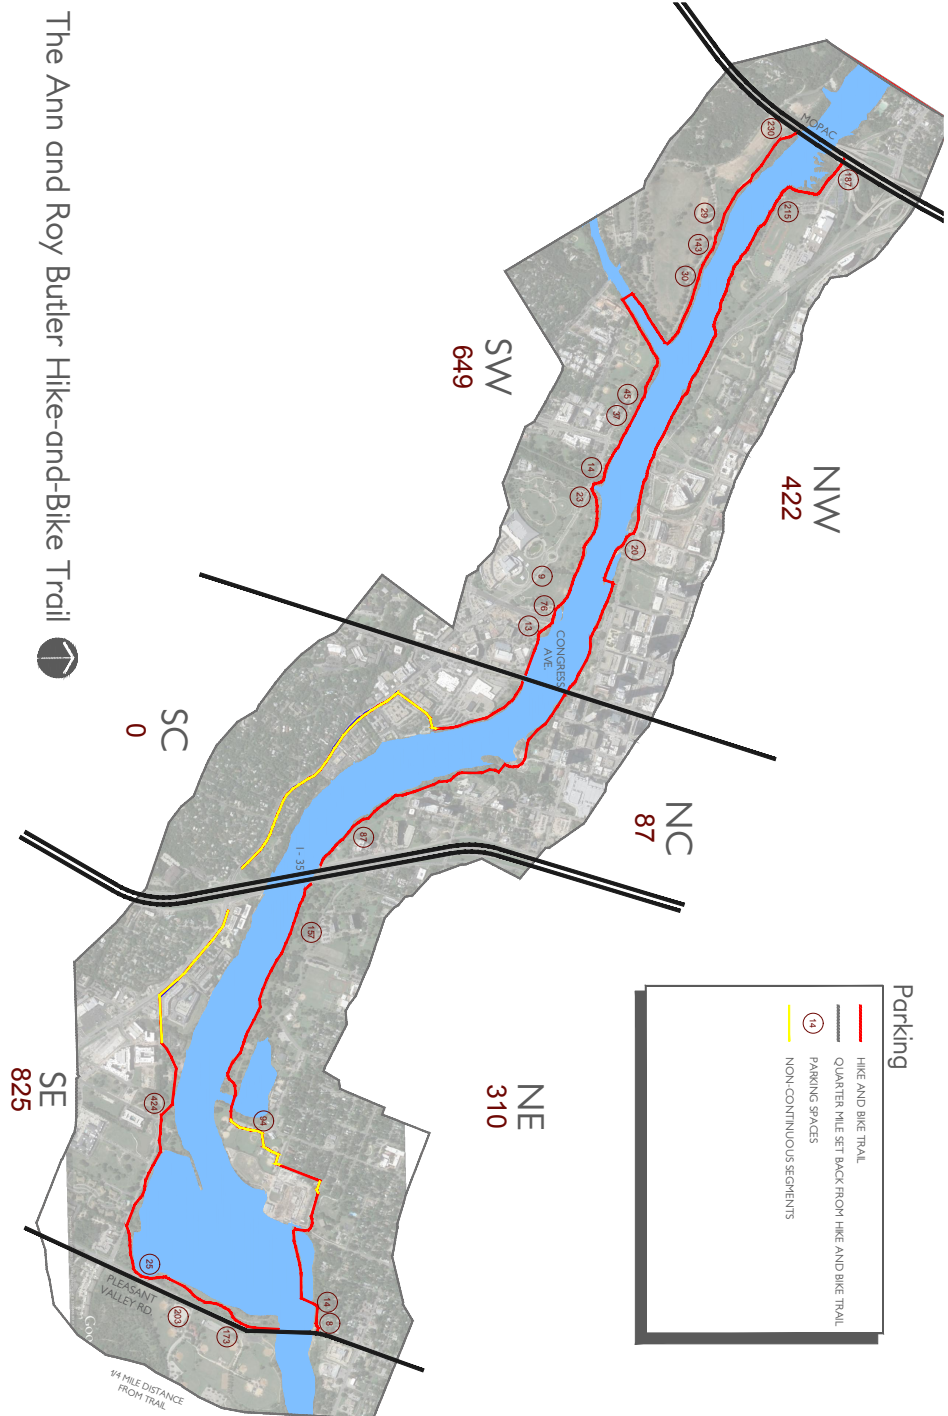 The Ann and Roy Butler Hike-and-Bike Trail
Parking
HIKE AND BIKE TRAIL
QUARTER MILE SET BACK FROM HIKE AND BIKE TRAIL
14
PARKING SPACES
NON-CONTINUOUS SEGMENTS
NW
422
NC
87
NE
310
SW
649
SC
0
SE
825
MOPAC
CONGRESS
AVE.
I - 35
PLEASANT
VALLEY RD.
1/4 MILE DISTANCE
FROM TRAIL
Goo
230
187
215
29
143
30
45
37
14
23
20
9
76
13
87
157
94
424
25
203
173
14
8